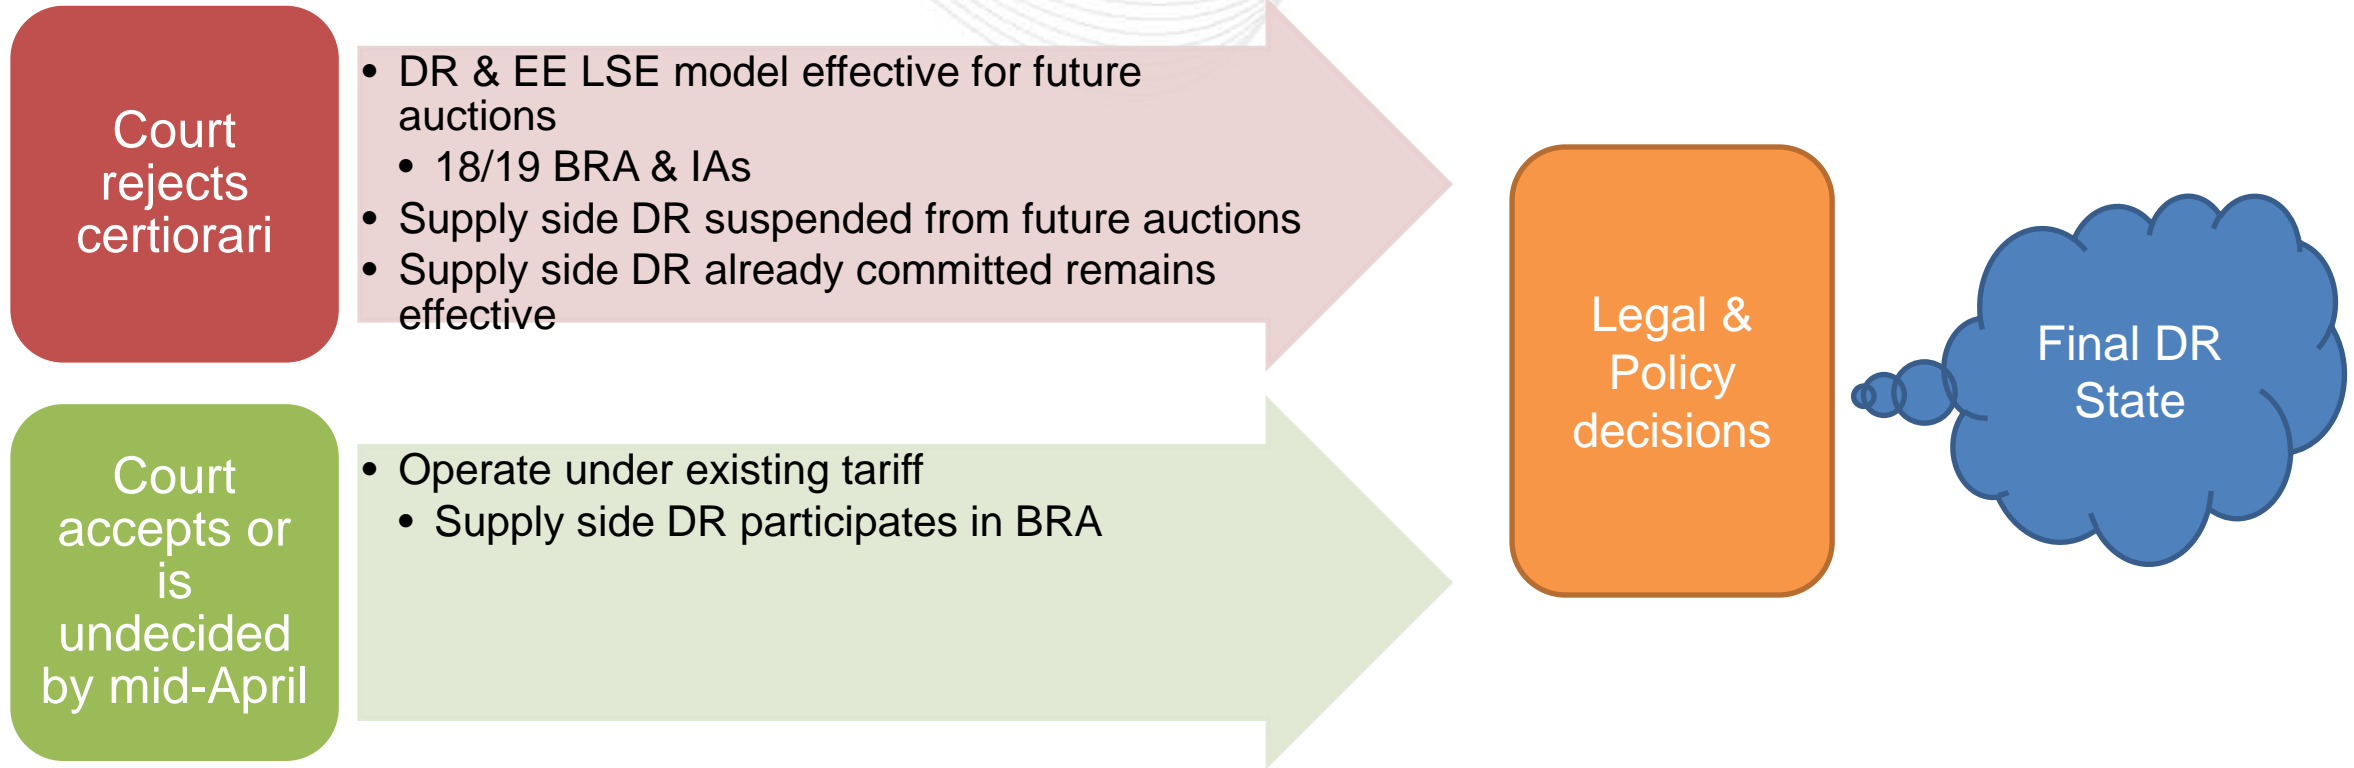 Court
rejects
certiorari
• DR & EE LSE model effective for future
auctions
• 18/19 BRA & IAs
• Supply side DR suspended from future auctions
• Supply side DR already committed remains
effective
Court
accepts or
is
undecided
by mid-April
• Operate under existing tariff
• Supply side DR participates in BRA
Legal &
Policy
decisions
Final DR
State